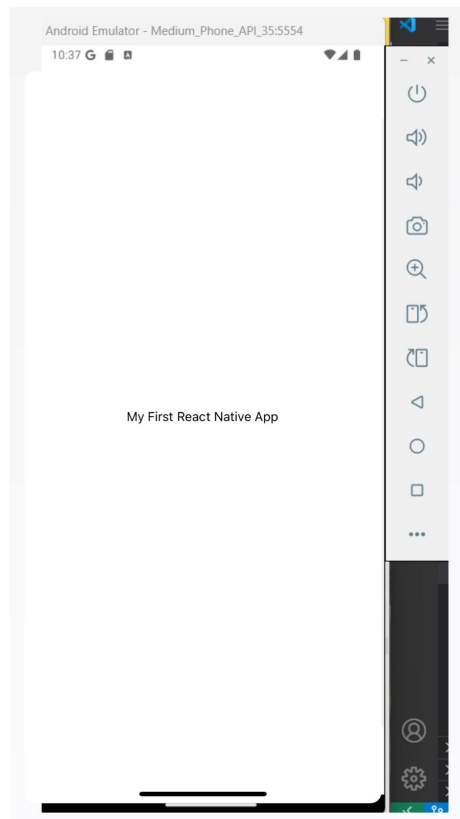 Android Emulator - Medium_Phone_API_35:5554
10:37 G
My First React Native App